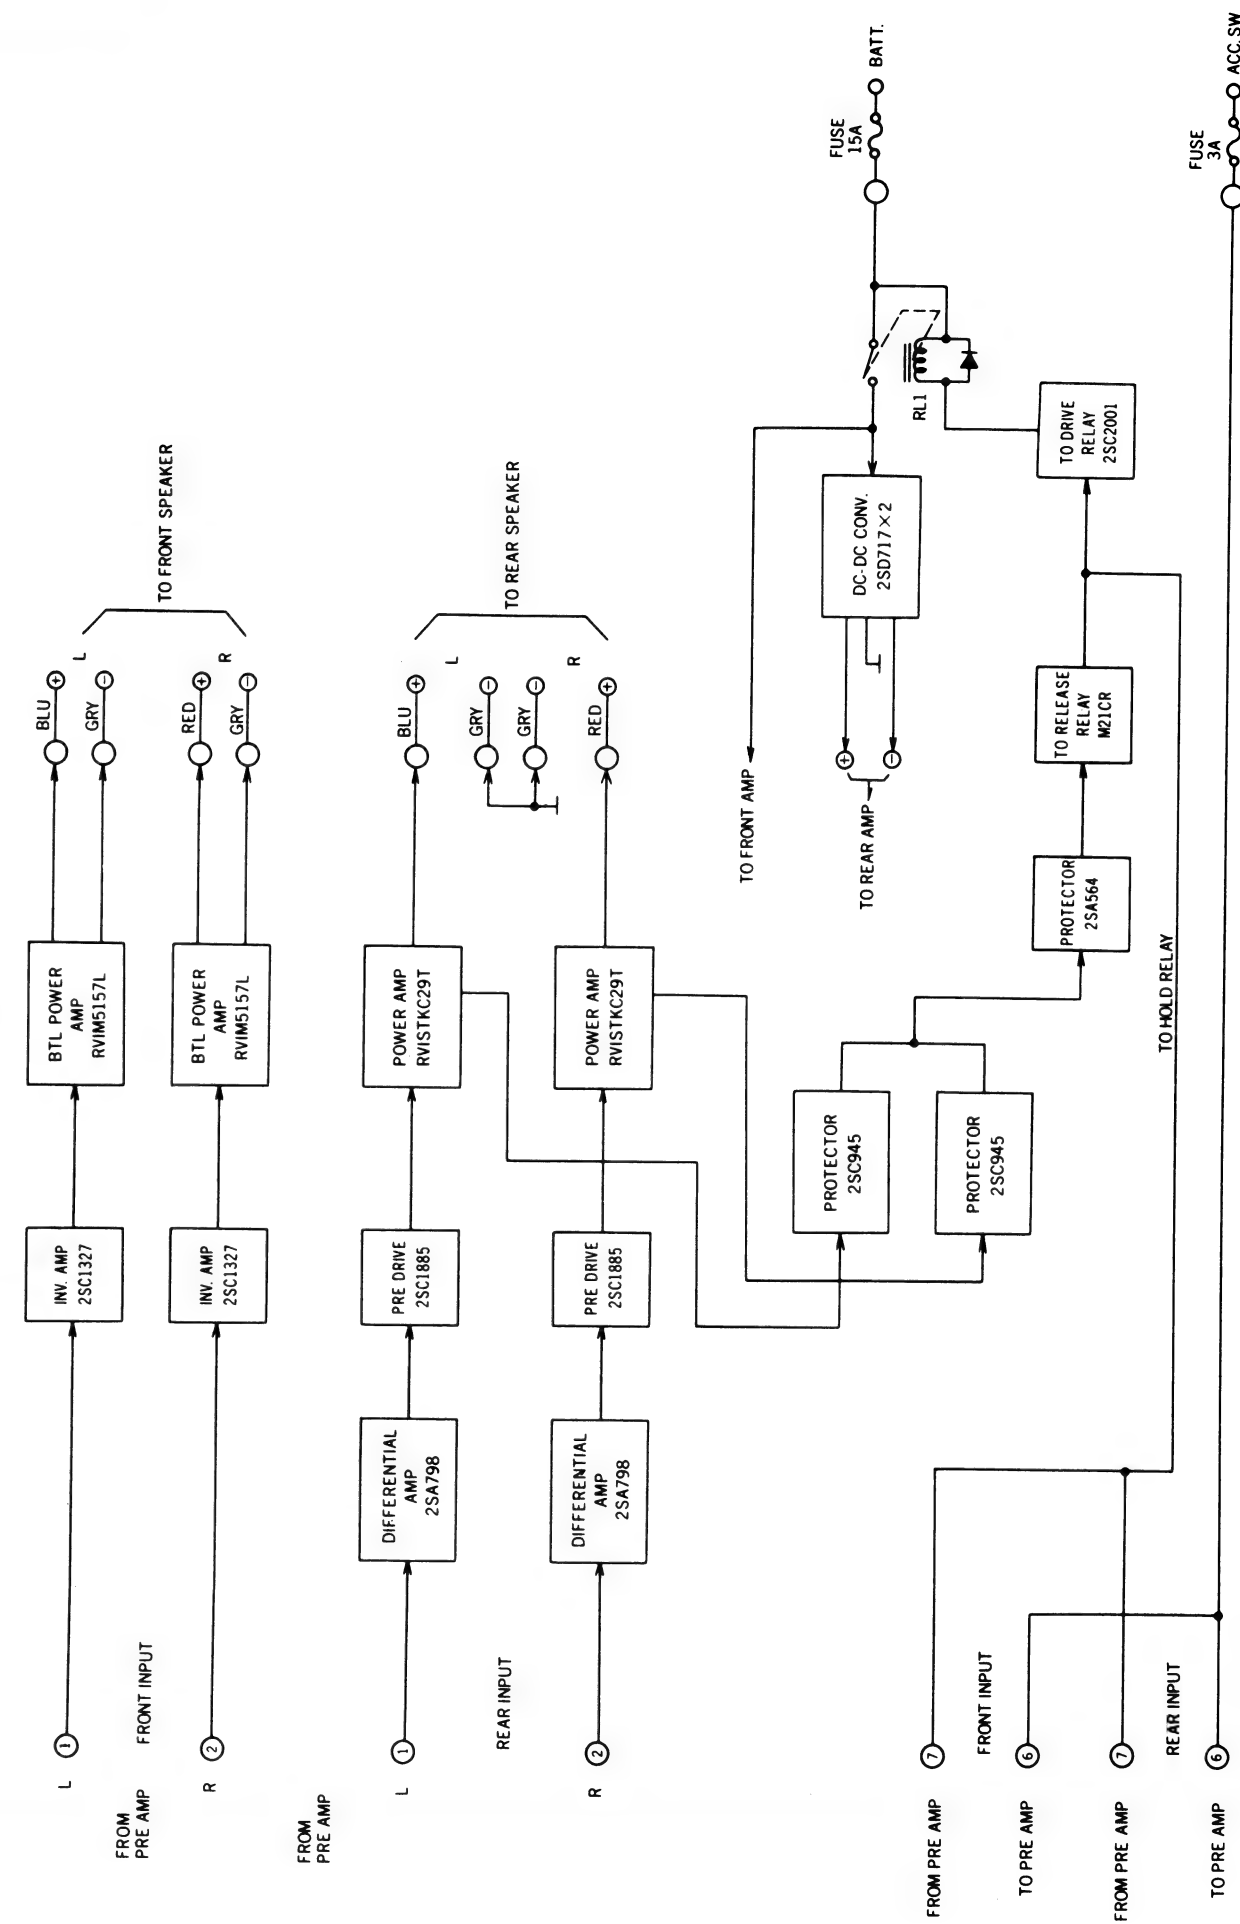 FROM
PRE AMP
FRONT INPUT
L
1
INV. AMP
2SC1327
BTL POWER
AMP
RVIM5157L
BLU
+
GRY
−
L
R
2
INV. AMP
2SC1327
BTL POWER
AMP
RVIM5157L
RED
+
GRY
−
R
TO FRONT SPEAKER
FROM
PRE AMP
REAR INPUT
L
1
DIFFERENTIAL
AMP
2SA798
PRE DRIVE
2SC1885
POWER AMP
RVISTKC29T
BLU
+
L
GRY
−
GRY
−
R
2
DIFFERENTIAL
AMP
2SA798
PRE DRIVE
2SC1885
POWER AMP
RVISTKC29T
RED
+
R
TO REAR SPEAKER
TO FRONT AMP
TO REAR AMP
+
−
DC-DC CONV.
2SD717×2
RL1
FUSE
15A
BATT.
PROTECTOR
2SC945
PROTECTOR
2SC945
PROTECTOR
2SA564
TO RELEASE
RELAY
M21CR
TO DRIVE
RELAY
2SC2001
TO HOLD RELAY
FROM PRE AMP
7
FRONT INPUT
TO PRE AMP
6
FROM PRE AMP
7
REAR INPUT
TO PRE AMP
6
FUSE
3A
ACC.SW